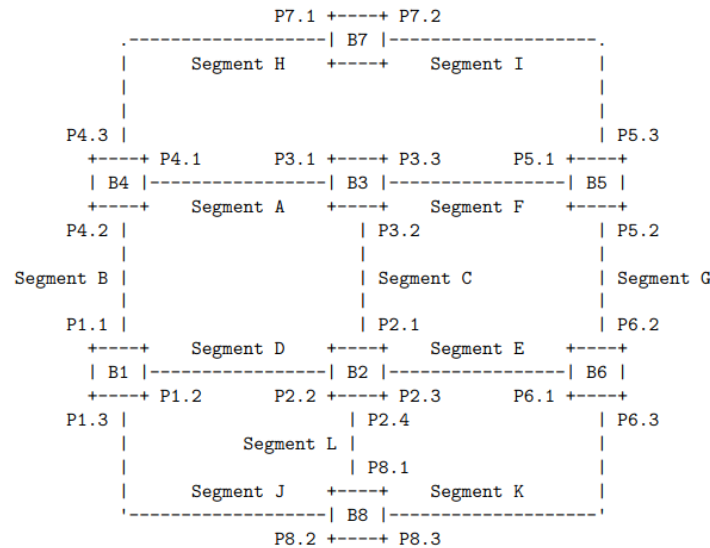 P7.1 +----+ P7.2
.--------------------| B7 |--------------------.
| Segment H +----+ Segment I |
| |
| |
P4.3 | | P5.3
+----+ P4.1 P3.1 +----+ P3.3 P5.1 +----+
| B4 |------------------| B3 |------------------| B5 |
+----+ Segment A +----+ Segment F +----+
P4.2 | | P3.2 | P5.2
| | |
Segment B | | Segment C | Segment G
| | |
P1.1 | | P2.1 | P6.2
+----+ Segment D +----+ Segment E +----+
| B1 |------------------| B2 |------------------| B6 |
+----+ P1.2 P2.2 +----+ P2.3 P6.1 +----+
P1.3 | | P2.4 | P6.3
| Segment L | |
| | P8.1 |
| Segment J +----+ Segment K |
'--------------------| B8 |--------------------'
P8.2 +----+ P8.3